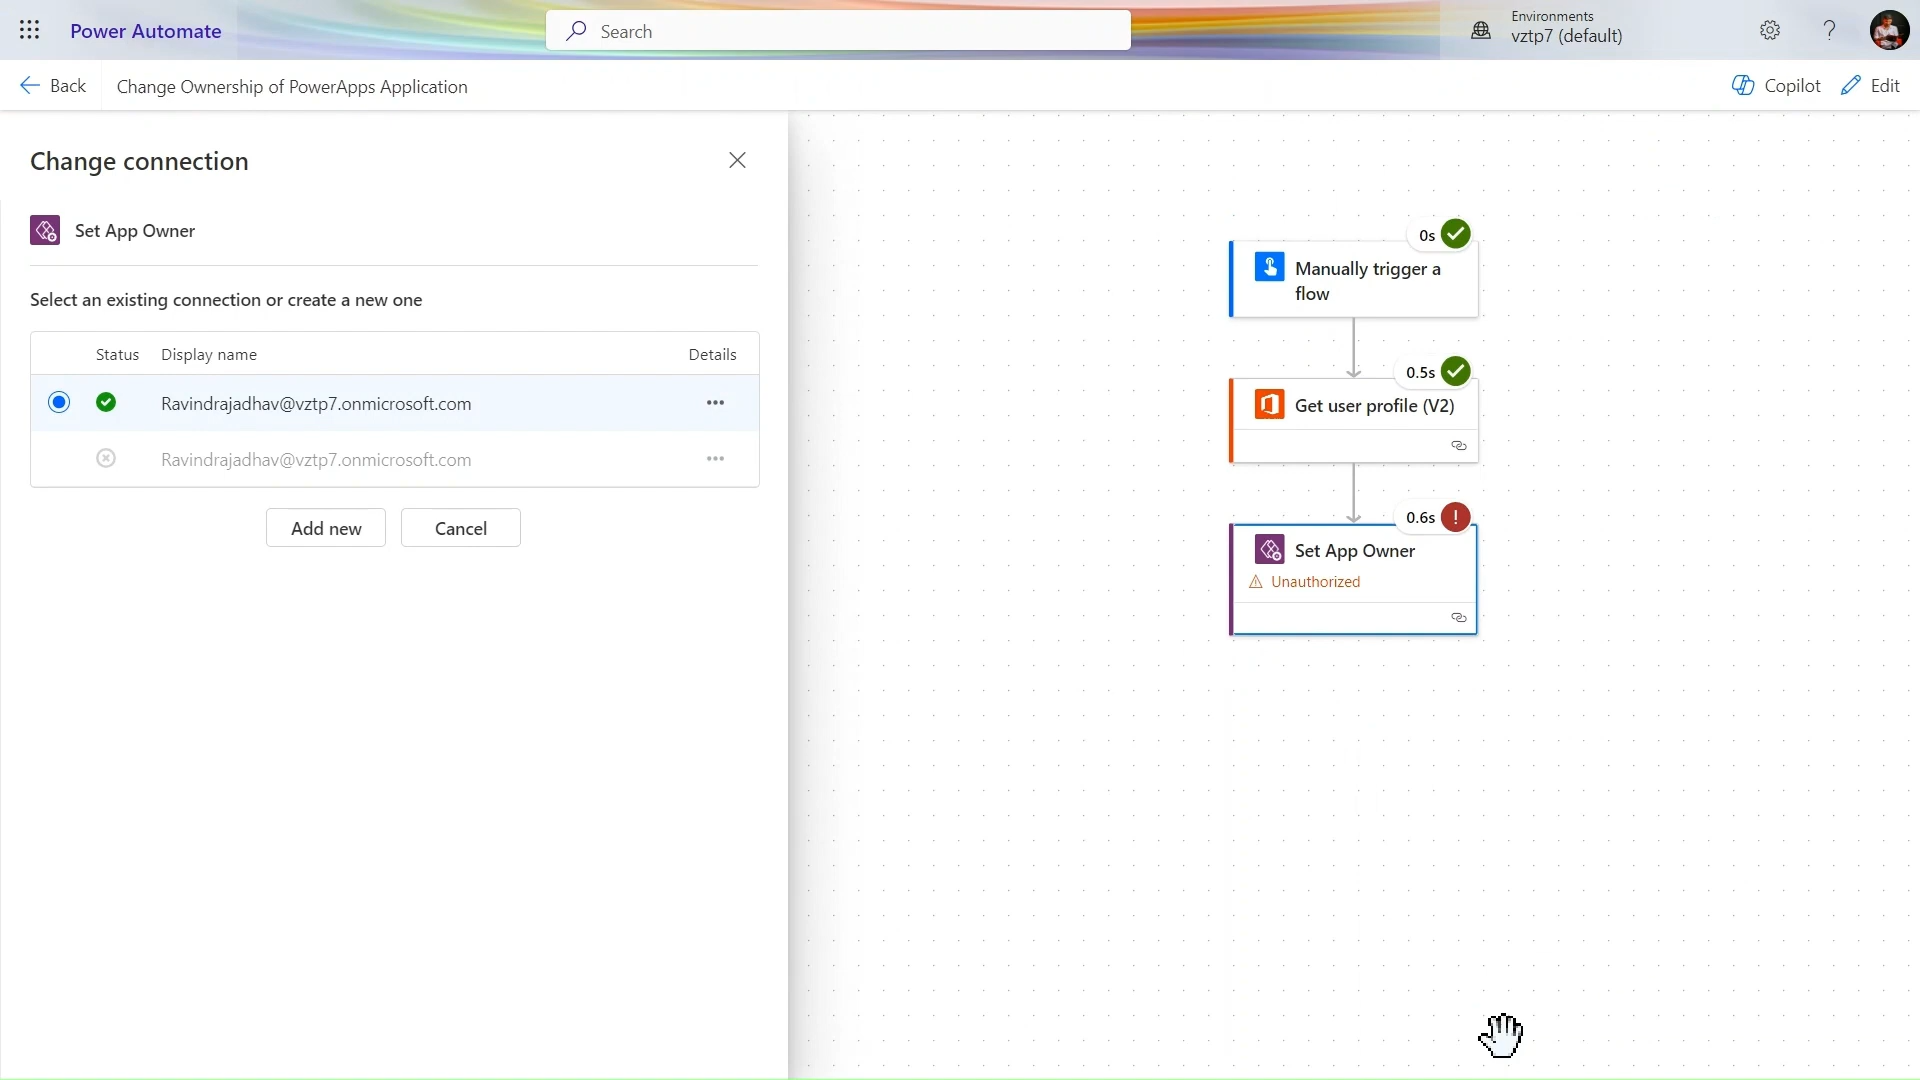 Power Automate
Search
Environments
vztp7 (default)
?
Back
Change Ownership of PowerApps Application
Copilot
Edit
Change connection
Set App Owner
Select an existing connection or create a new one
Status Display name Details
Ravindrajadhav@vztp7.onmicrosoft.com
Ravindrajadhav@vztp7.onmicrosoft.com
Add new
Cancel
0s
Manually trigger a
flow
0.5s
Get user profile (V2)
0.6s
Set App Owner
Unauthorized